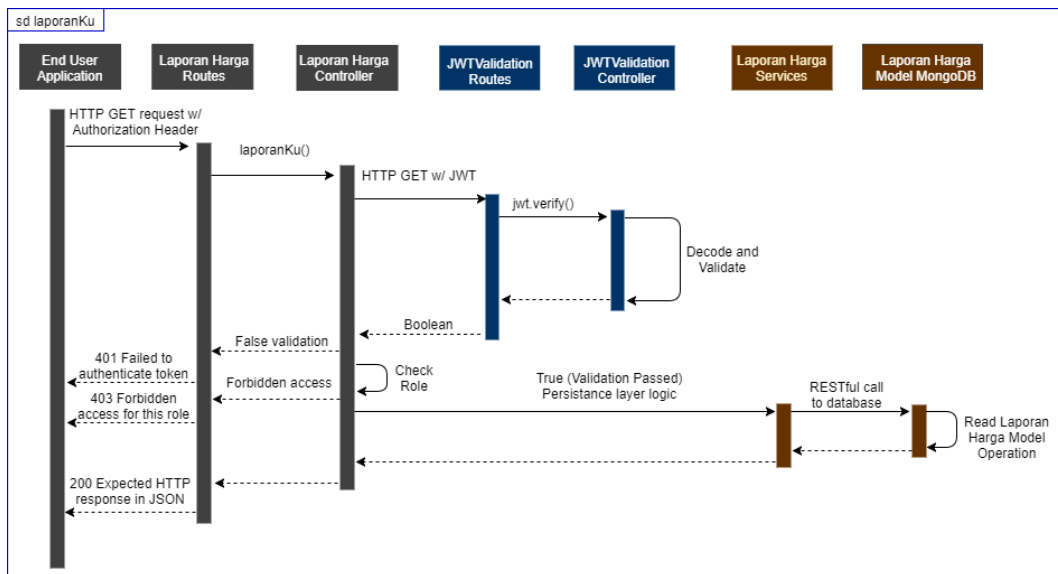 sd laporanKu
End User
Application
Laporan Harga
Routes
Laporan Harga
Controller
JWTValidation
Routes
JWTValidation
Controller
Laporan Harga
Services
Laporan Harga
Model MongoDB
HTTP GET request w/
Authorization Header
laporanKu()
HTTP GET w/ JWT
jwt.verify()
Decode and
Validate
Boolean
False validation
401 Failed to
authenticate token
Check
Role
Forbidden access
403 Forbidden
access for this role
True (Validation Passed)
Persistance layer logic
RESTful call
to database
Read Laporan
Harga Model
Operation
200 Expected HTTP
response in JSON